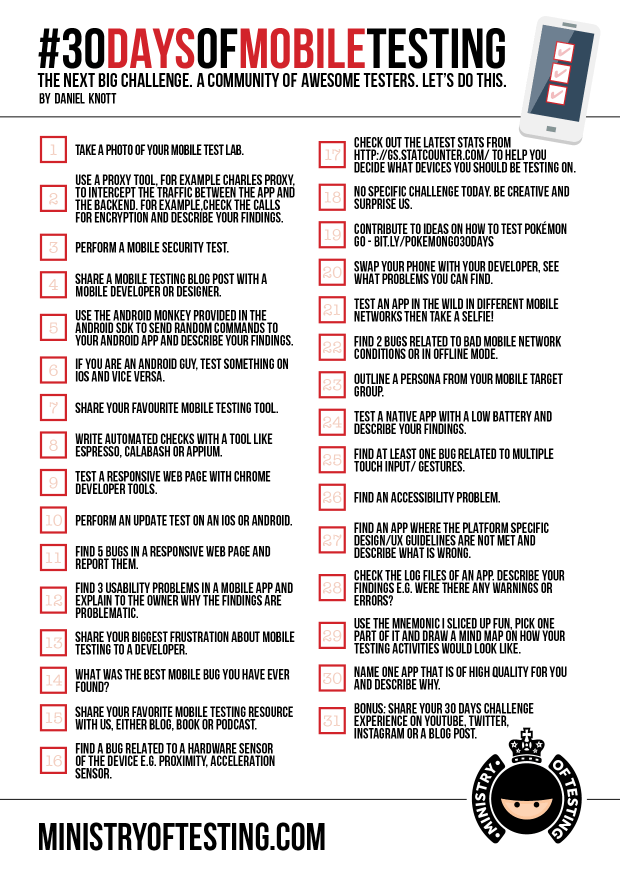 #30DAYSOFMOBILETESTING
THE NEXT BIG CHALLENGE. A COMMUNITY OF AWESOME TESTERS. LET'S DO THIS.
BY DANIEL KNOTT
1
TAKE A PHOTO OF YOUR MOBILE TEST LAB.
2
USE A PROXY TOOL, FOR EXAMPLE CHARLES PROXY,
TO INTERCEPT THE TRAFFIC BETWEEN THE APP AND
THE BACKEND. FOR EXAMPLE,CHECK THE CALLS
FOR ENCRYPTION AND DESCRIBE YOUR FINDINGS.
3
PERFORM A MOBILE SECURITY TEST.
4
SHARE A MOBILE TESTING BLOG POST WITH A
MOBILE DEVELOPER OR DESIGNER.
5
USE THE ANDROID MONKEY PROVIDED IN THE
ANDROID SDK TO SEND RANDOM COMMANDS TO
YOUR ANDROID APP AND DESCRIBE YOUR FINDINGS.
6
IF YOU ARE AN ANDROID GUY, TEST SOMETHING ON
IOS AND VICE VERSA.
7
SHARE YOUR FAVOURITE MOBILE TESTING TOOL.
8
WRITE AUTOMATED CHECKS WITH A TOOL LIKE
ESPRESSO, CALABASH OR APPIUM.
9
TEST A RESPONSIVE WEB PAGE WITH CHROME
DEVELOPER TOOLS.
10
PERFORM AN UPDATE TEST ON AN IOS OR ANDROID.
11
FIND 5 BUGS IN A RESPONSIVE WEB PAGE AND
REPORT THEM.
12
FIND 3 USABILITY PROBLEMS IN A MOBILE APP AND
EXPLAIN TO THE OWNER WHY THE FINDINGS ARE
PROBLEMATIC.
13
SHARE YOUR BIGGEST FRUSTRATION ABOUT MOBILE
TESTING TO A DEVELOPER.
14
WHAT WAS THE BEST MOBILE BUG YOU HAVE EVER
FOUND?
15
SHARE YOUR FAVORITE MOBILE TESTING RESOURCE
WITH US, EITHER BLOG, BOOK OR PODCAST.
16
FIND A BUG RELATED TO A HARDWARE SENSOR
OF THE DEVICE E.G. PROXIMITY, ACCELERATION
SENSOR.
17
CHECK OUT THE LATEST STATS FROM
HTTP://GS.STATCOUNTER.COM/ TO HELP YOU
DECIDE WHAT DEVICES YOU SHOULD BE TESTING ON.
18
NO SPECIFIC CHALLENGE TODAY. BE CREATIVE AND
SURPRISE US.
19
CONTRIBUTE TO IDEAS ON HOW TO TEST POKÉMON
GO - BIT.LY/POKEMONGO30DAYS
20
SWAP YOUR PHONE WITH YOUR DEVELOPER, SEE
WHAT PROBLEMS YOU CAN FIND.
21
TEST AN APP IN THE WILD IN DIFFERENT MOBILE
NETWORKS THEN TAKE A SELFIE!
22
FIND 2 BUGS RELATED TO BAD MOBILE NETWORK
CONDITIONS OR IN OFFLINE MODE.
23
OUTLINE A PERSONA FROM YOUR MOBILE TARGET
GROUP.
24
TEST A NATIVE APP WITH A LOW BATTERY AND
DESCRIBE YOUR FINDINGS.
25
FIND AT LEAST ONE BUG RELATED TO MULTIPLE
TOUCH INPUT/ GESTURES.
26
FIND AN ACCESSIBILITY PROBLEM.
27
FIND AN APP WHERE THE PLATFORM SPECIFIC
DESIGN/UX GUIDELINES ARE NOT MET AND
DESCRIBE WHAT IS WRONG.
28
CHECK THE LOG FILES OF AN APP. DESCRIBE YOUR
FINDINGS E.G. WERE THERE ANY WARNINGS OR
ERRORS?
29
USE THE MNEMONIC I SLICED UP FUN, PICK ONE
PART OF IT AND DRAW A MIND MAP ON HOW YOUR
TESTING ACTIVITIES WOULD LOOK LIKE.
30
NAME ONE APP THAT IS OF HIGH QUALITY FOR YOU
AND DESCRIBE WHY.
31
BONUS: SHARE YOUR 30 DAYS CHALLENGE
EXPERIENCE ON YOUTUBE, TWITTER,
INSTAGRAM OR A BLOG POST.
MINISTRY OF TESTING
MINISTRYOFTESTING.COM